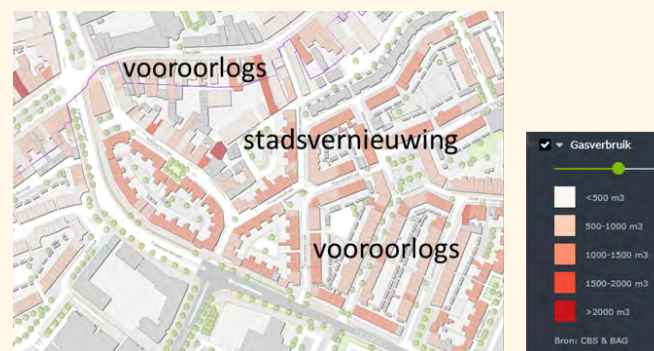 vooroorlogs
stadsvernieuwing
vooroorlogs
Gasverbruik
<500 m3
500-1000 m3
1000-1500 m3
1500-2000 m3
>2000 m3
Bron: CBS & BAG